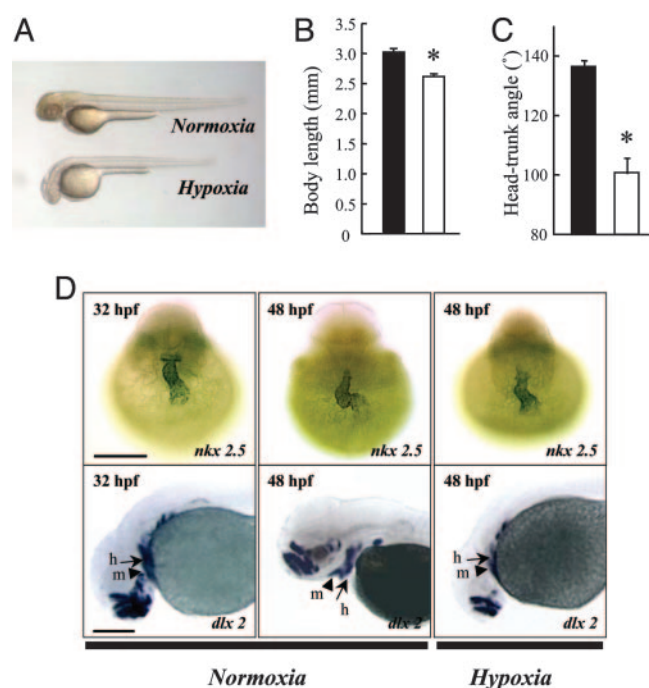 A
Normoxia
Hypoxia
B
Body length (mm)
3.5
3.0
2.5
2.0
1.5
1.0
0.5
0
*
C
Head-trunk angle (°)
140
120
100
80
*
D
32 hpf
nkx 2.5
48 hpf
nkx 2.5
48 hpf
nkx 2.5
32 hpf
h
m
dlx 2
48 hpf
m
h
dlx 2
48 hpf
h
m
dlx 2
Normoxia
Hypoxia